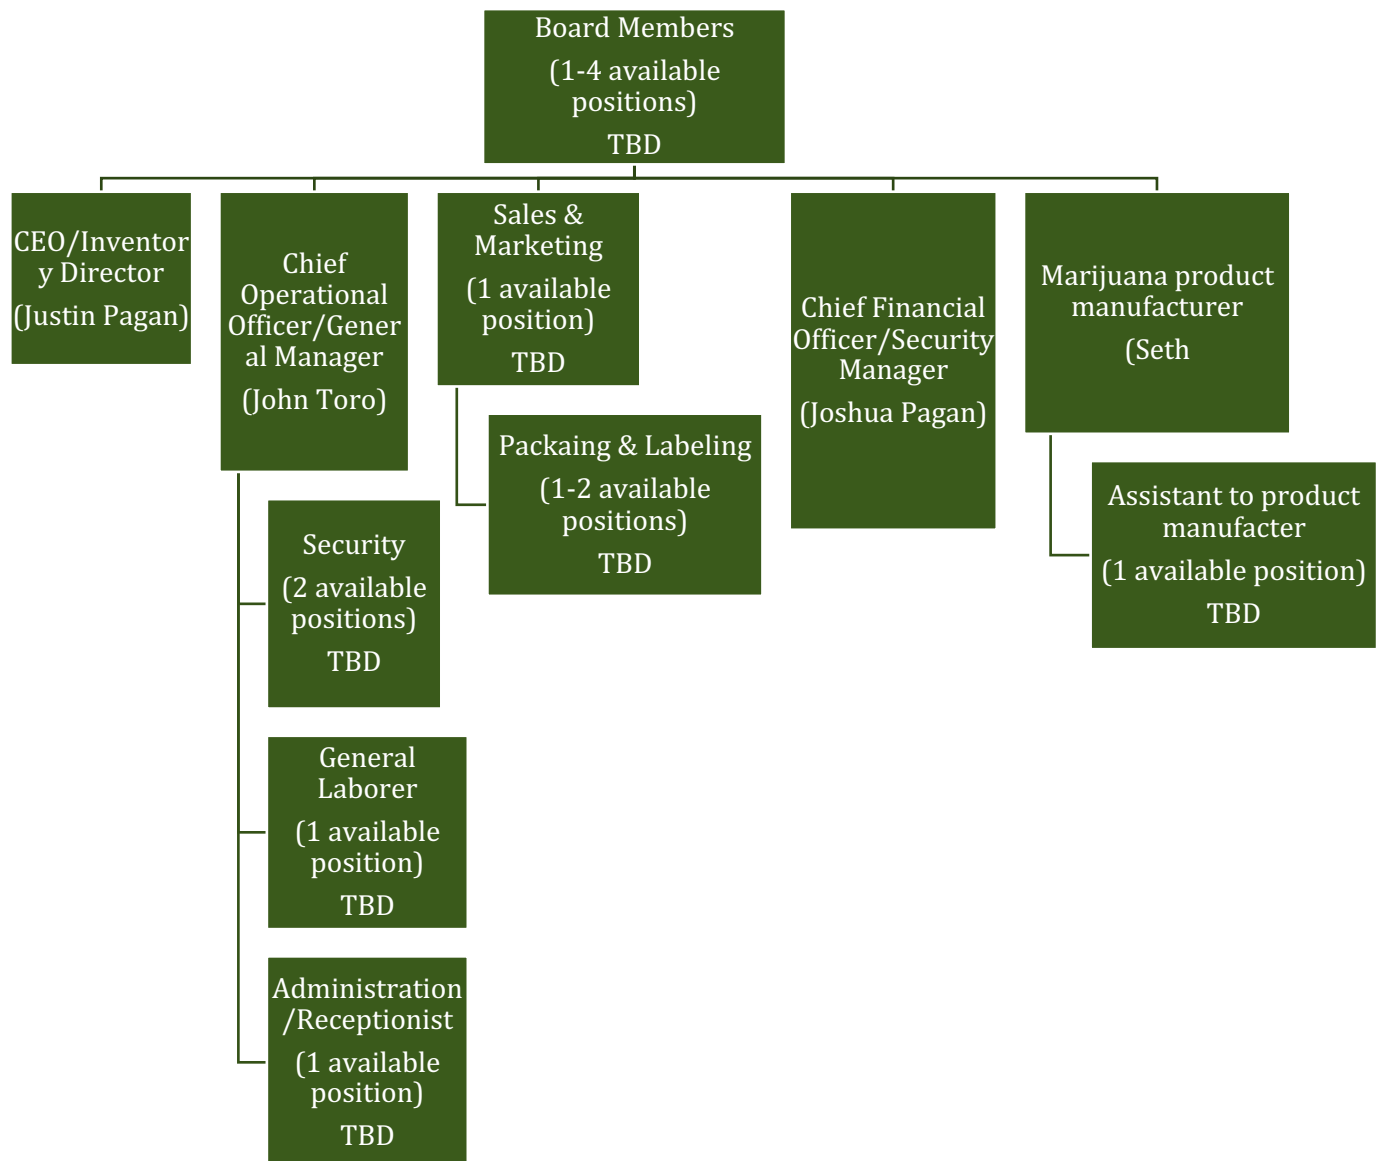 Board Members
(1-4 available
positions)
TBD
CEO/Inventor
y Director
(Justin Pagan)
Chief
Operational
Officer/Gener
al Manager
(John Toro)
Security
(2 available
positions)
TBD
General
Laborer
(1 available
position)
TBD
Administration
/Receptionist
(1 available
position)
TBD
Sales &
Marketing
(1 available
position)
TBD
Packaing & Labeling
(1-2 available
positions)
TBD
Chief Financial
Officer/Security
Manager
(Joshua Pagan)
Marijuana product
manufacturer
(Seth
Assistant to product
manufacter
(1 available position)
TBD